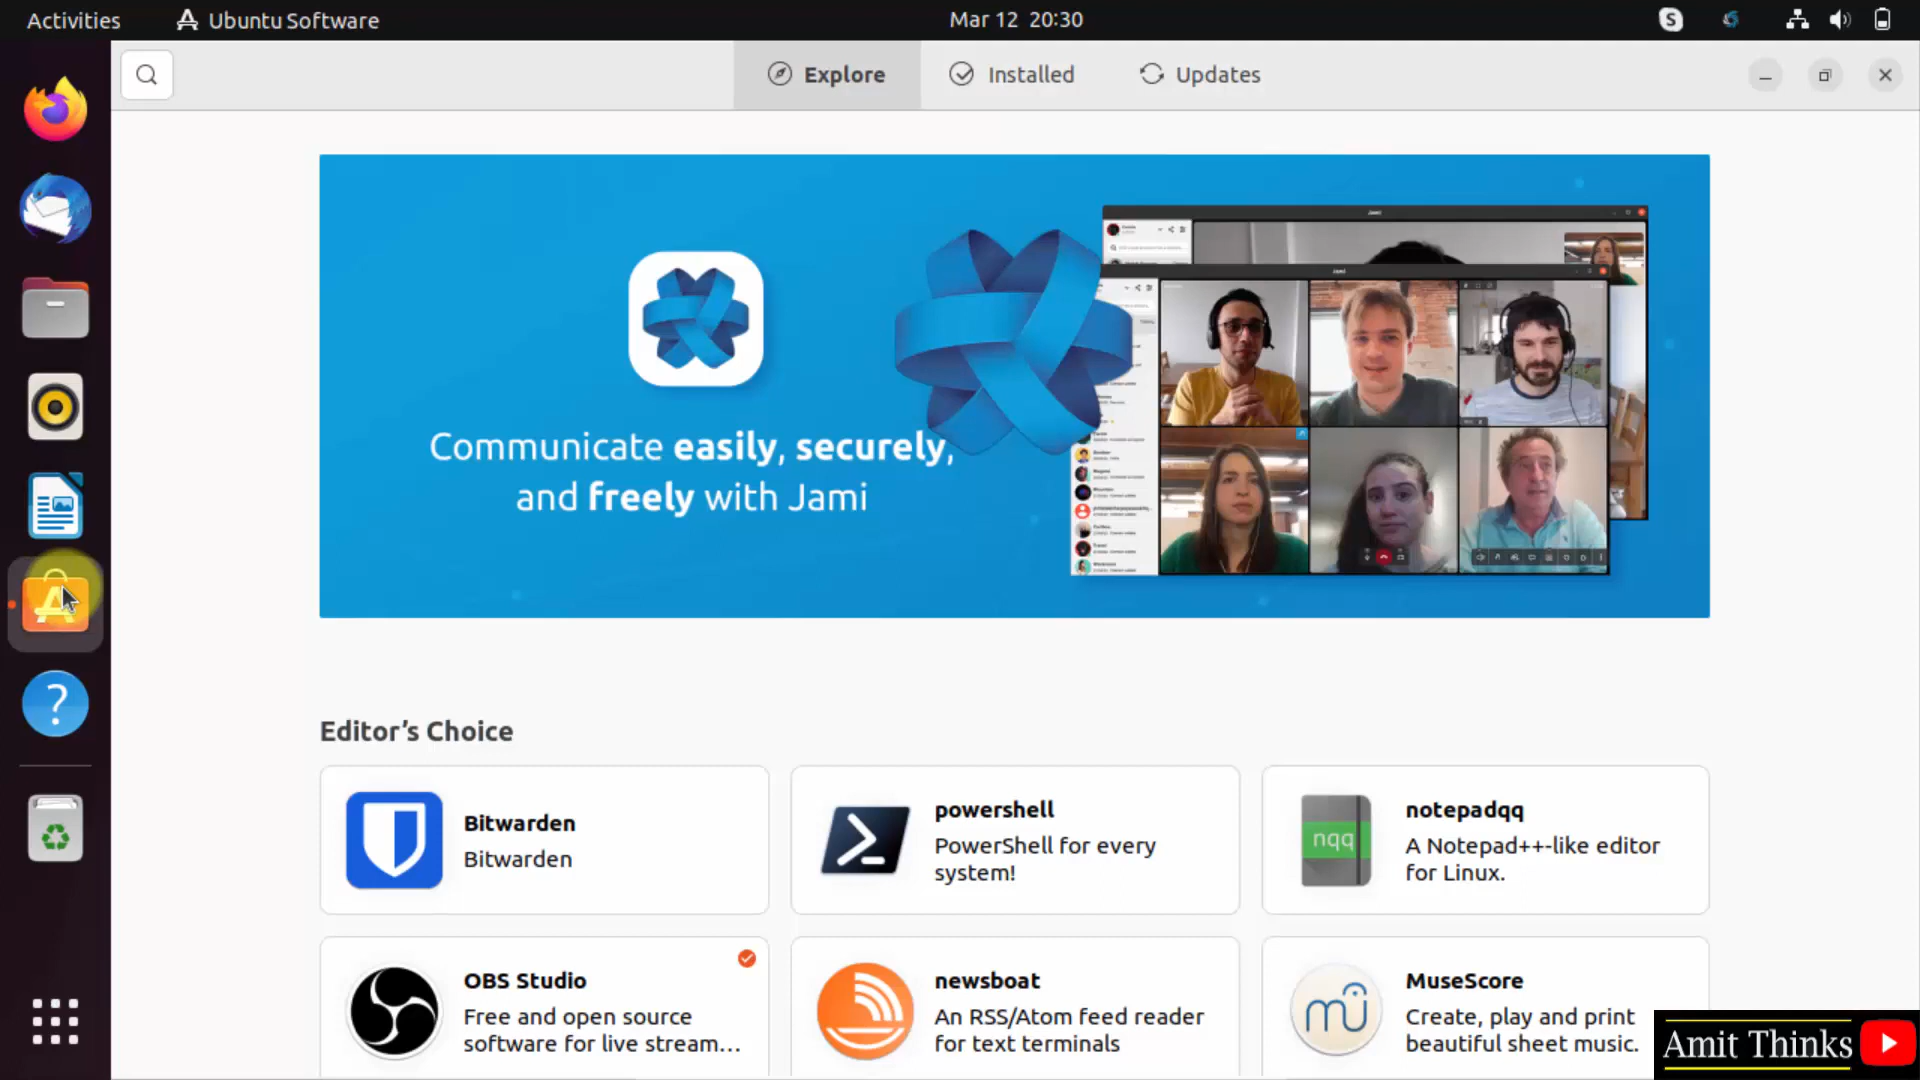 Activities
Ubuntu Software
Mar 12 20:30
S
Explore
Installed
Updates
Jami
Jami
Communicate easily, securely,
and freely with Jami
?
Editor’s Choice
Bitwarden
Bitwarden
powershell
PowerShell for every
system!
nqq
notepadqq
A Notepad++-like editor
for Linux.
OBS Studio
Free and open source
software for live stream...
newsboat
An RSS/Atom feed reader
for text terminals
mu
MuseScore
Create, play and print
beautiful sheet music.
Amit Thinks